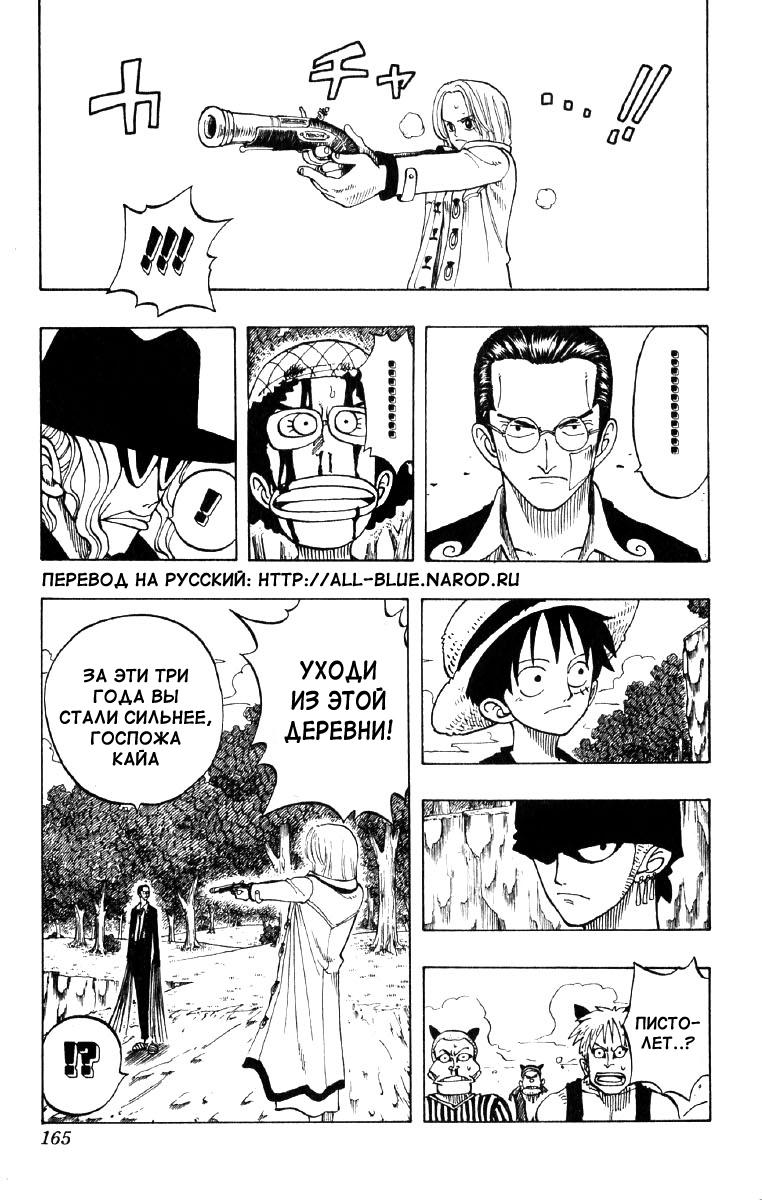 チャ
カ
...!!
!!!
!
ПЕРЕВОД НА РУССКИЙ: HTTP://ALL-BLUE.NAROD.RU
УХОДИ
ИЗ ЭТОЙ
ДЕРЕВНИ!
ЗА ЭТИ ТРИ
ГОДА ВЫ
СТАЛИ СИЛЬНЕЕ,
ГОСПОЖА
КАЙА
!?
ПИСТО-
ЛЕТ..?
165